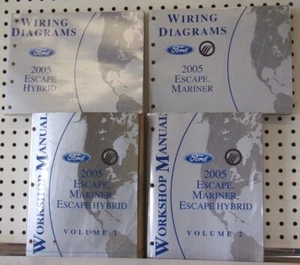 WIRING
DIAGRAMS
Ford
2005
ESCAPE
HYBRID
WIRING
DIAGRAMS
Ford
2005
ESCAPE,
MARINER
WORKSHOP MANUAL
Ford
2005
ESCAPE,
MARINER,
ESCAPE HYBRID
VOLUME 1
WORKSHOP MANUAL
Ford
2005
ESCAPE,
MARINER,
ESCAPE HYBRID
VOLUME 2